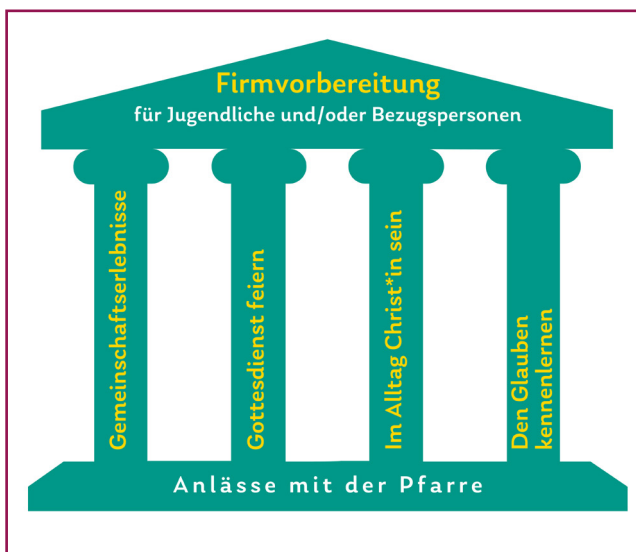 Firmvorbereitung
für Jugendliche und/oder Bezugspersonen
Gemeinschaftserlebnisse
Gottesdienst feiern
Im Alltag Christ*in sein
Den Glauben
kennenlernen
Anlässe mit der Pfarre